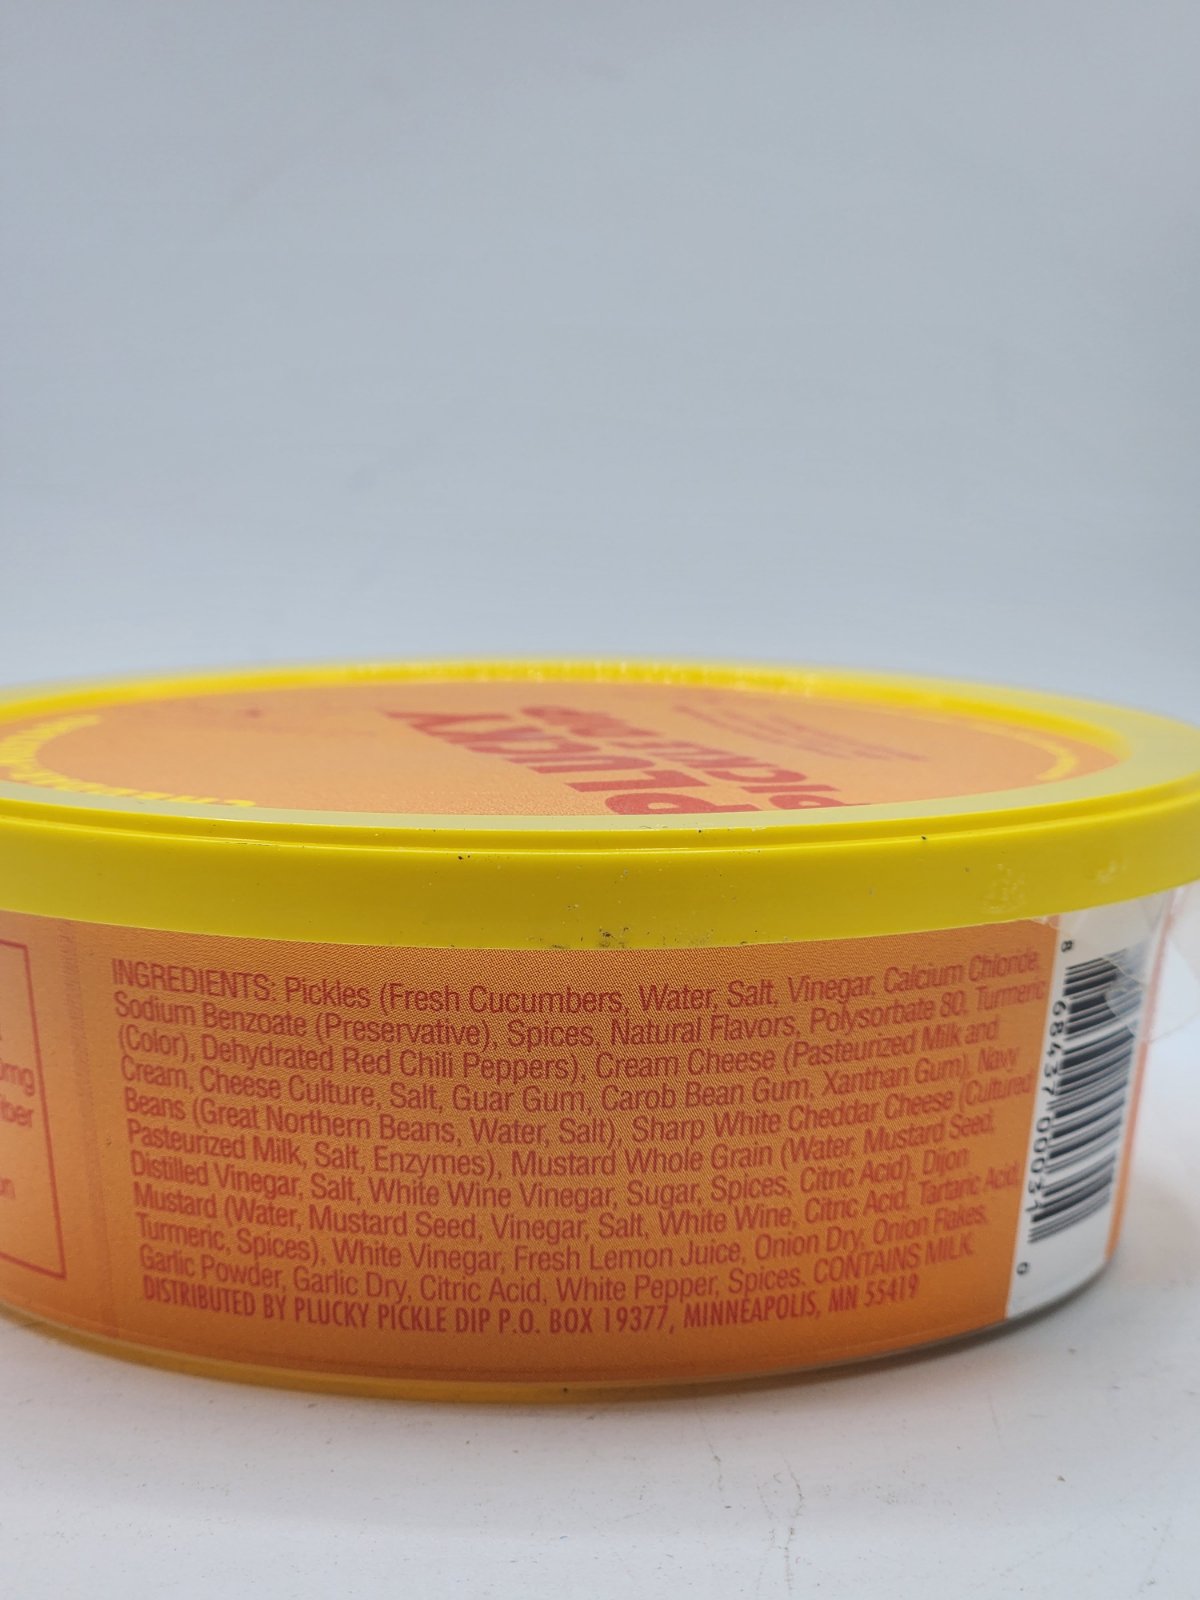 PLUCKY
PICKLE DIP
INGREDIENTS: Pickles (Fresh Cucumbers, Water, Salt, Vinegar, Calcium Chloride,
Sodium Benzoate (Preservative), Spices, Natural Flavors, Polysorbate 80, Turmeric
(Color), Dehydrated Red Chili Peppers), Cream Cheese (Pasteurized Milk and
Cream, Cheese Culture, Salt, Guar Gum, Carob Bean Gum, Xanthan Gum), Navy
Beans (Great Northern Beans, Water, Salt), Sharp White Cheddar Cheese (Cultured
Pasteurized Milk, Salt, Enzymes), Mustard Whole Grain (Water, Mustard Seed,
Distilled Vinegar, Salt, White Wine Vinegar, Sugar, Spices, Citric Acid), Dijon
Mustard (Water, Mustard Seed, Vinegar, Salt, White Wine, Citric Acid, Tartaric Acid,
Turmeric, Spices), White Vinegar, Fresh Lemon Juice, Onion Dry, Onion Flakes,
Garlic Powder, Garlic Dry, Citric Acid, White Pepper, Spices. CONTAINS MILK.
DISTRIBUTED BY PLUCKY PICKLE DIP P.O. BOX 19377, MINNEAPOLIS, MN 55419
8 68437 00031 0